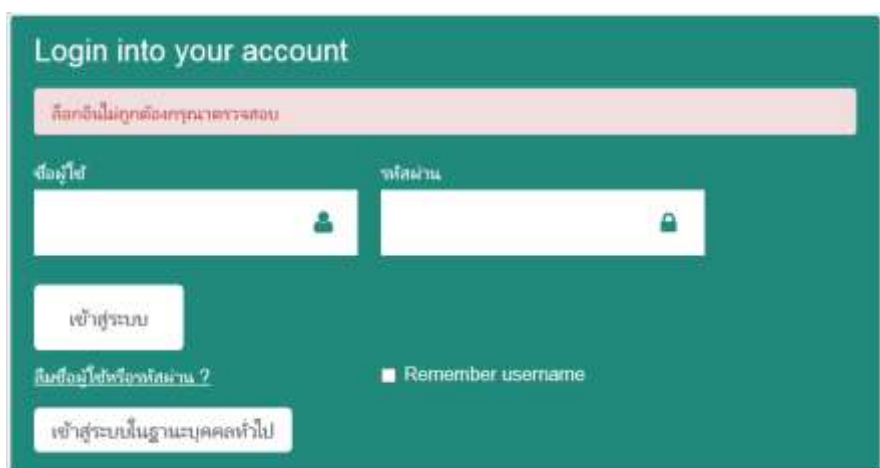 Login into your account
ล็อกอินไม่ถูกต้องกรุณาตรวจสอบ
ชื่อผู้ใช้ รหัสผ่าน
เข้าสู่ระบบ
ลืมชื่อผู้ใช้หรือรหัสผ่าน ? Remember username
เข้าสู่ระบบในฐานะบุคคลทั่วไป